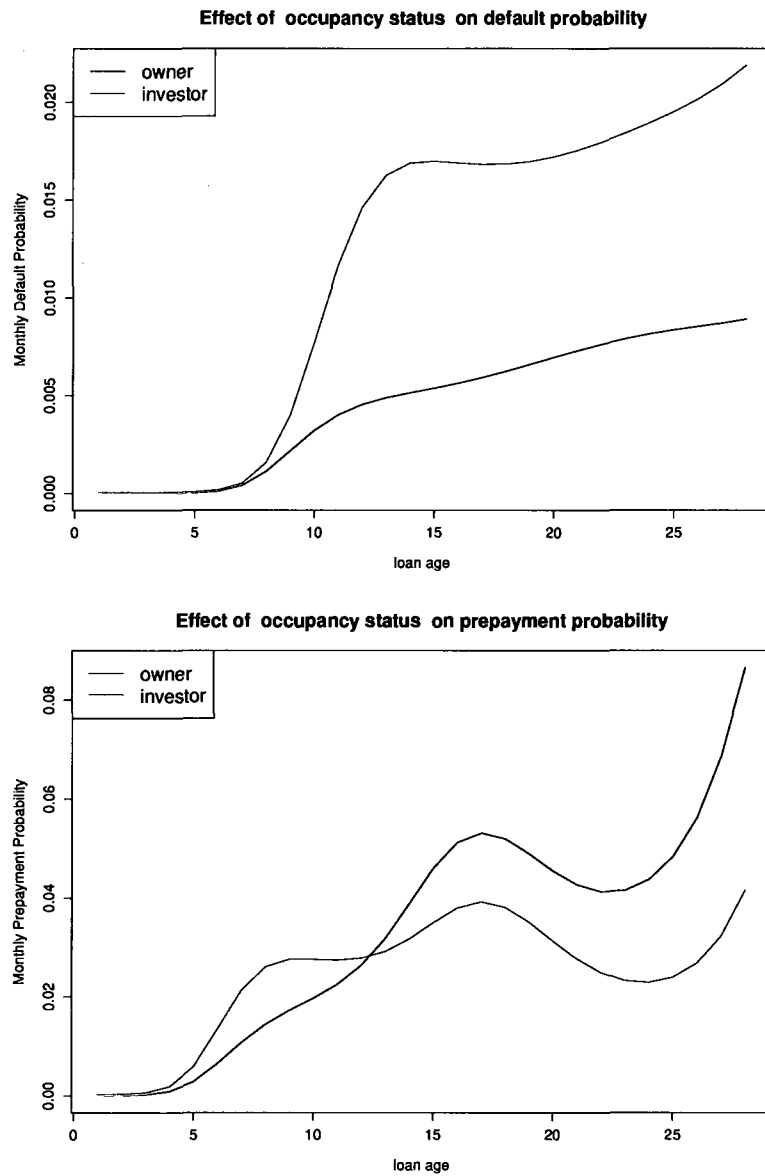 Effect of occupancy status on default probability
owner
investor
Monthly Default Probability
0.020
0.015
0.010
0.005
0.000
0
5
10
15
20
25
loan age
Effect of occupancy status on prepayment probability
owner
investor
Monthly Prepayment Probability
0.08
0.06
0.04
0.02
0.00
0
5
10
15
20
25
loan age